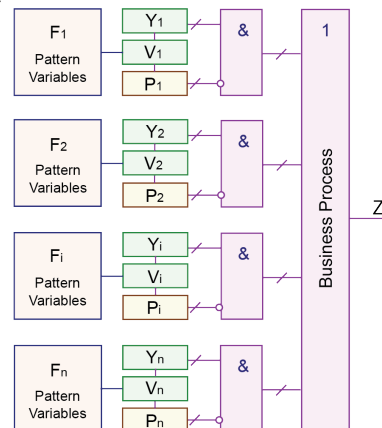 F1
Pattern
Variables
Y1
V1
P1
&
F2
Pattern
Variables
Y2
V2
P2
&
Fi
Pattern
Variables
Yi
Vi
Pi
&
Fn
Pattern
Variables
Yn
Vn
Pn
&
1
Business Process
Z